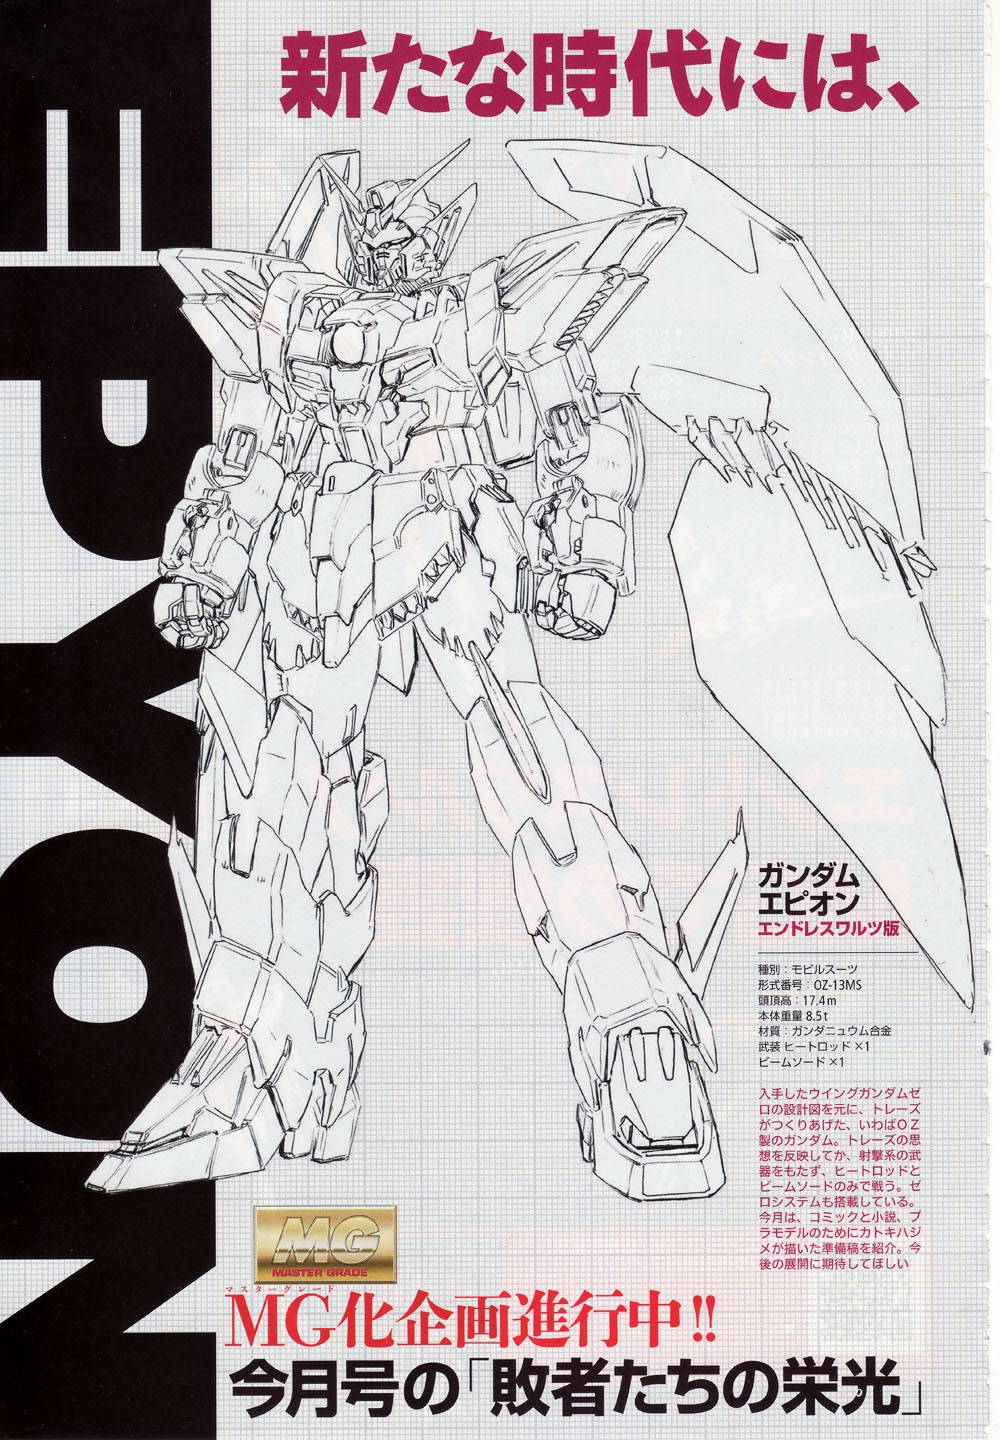 新たな時代には、
EPYON
ガンダム
エピオン
エンドレスワルツ版
種別：モビルスーツ
形式番号：OZ-13MS
頭頂高：17.4m
本体重量 8.5t
材質：ガンダニュウム合金
武装 ヒートロッド ×1
ビームソード ×1
入手したウイングガンダムゼ
ロの設計図を元に、トレーズ
がつくりあげた、いわばOZ
製のガンダム。トレーズの思
想を反映してか、射撃系の武
器をもたず、ヒートロッドと
ビームソードのみで戦う。ゼ
ロシステムも搭載している。
今月は、コミックと小説、プ
ラモデルのためにカトキハジ
メが描いた準備稿を紹介。今
後の展開に期待してほしい
MG
MASTER GRADE
マスターグレード
MG化企画進行中!!
今月号の「敗者たちの栄光」